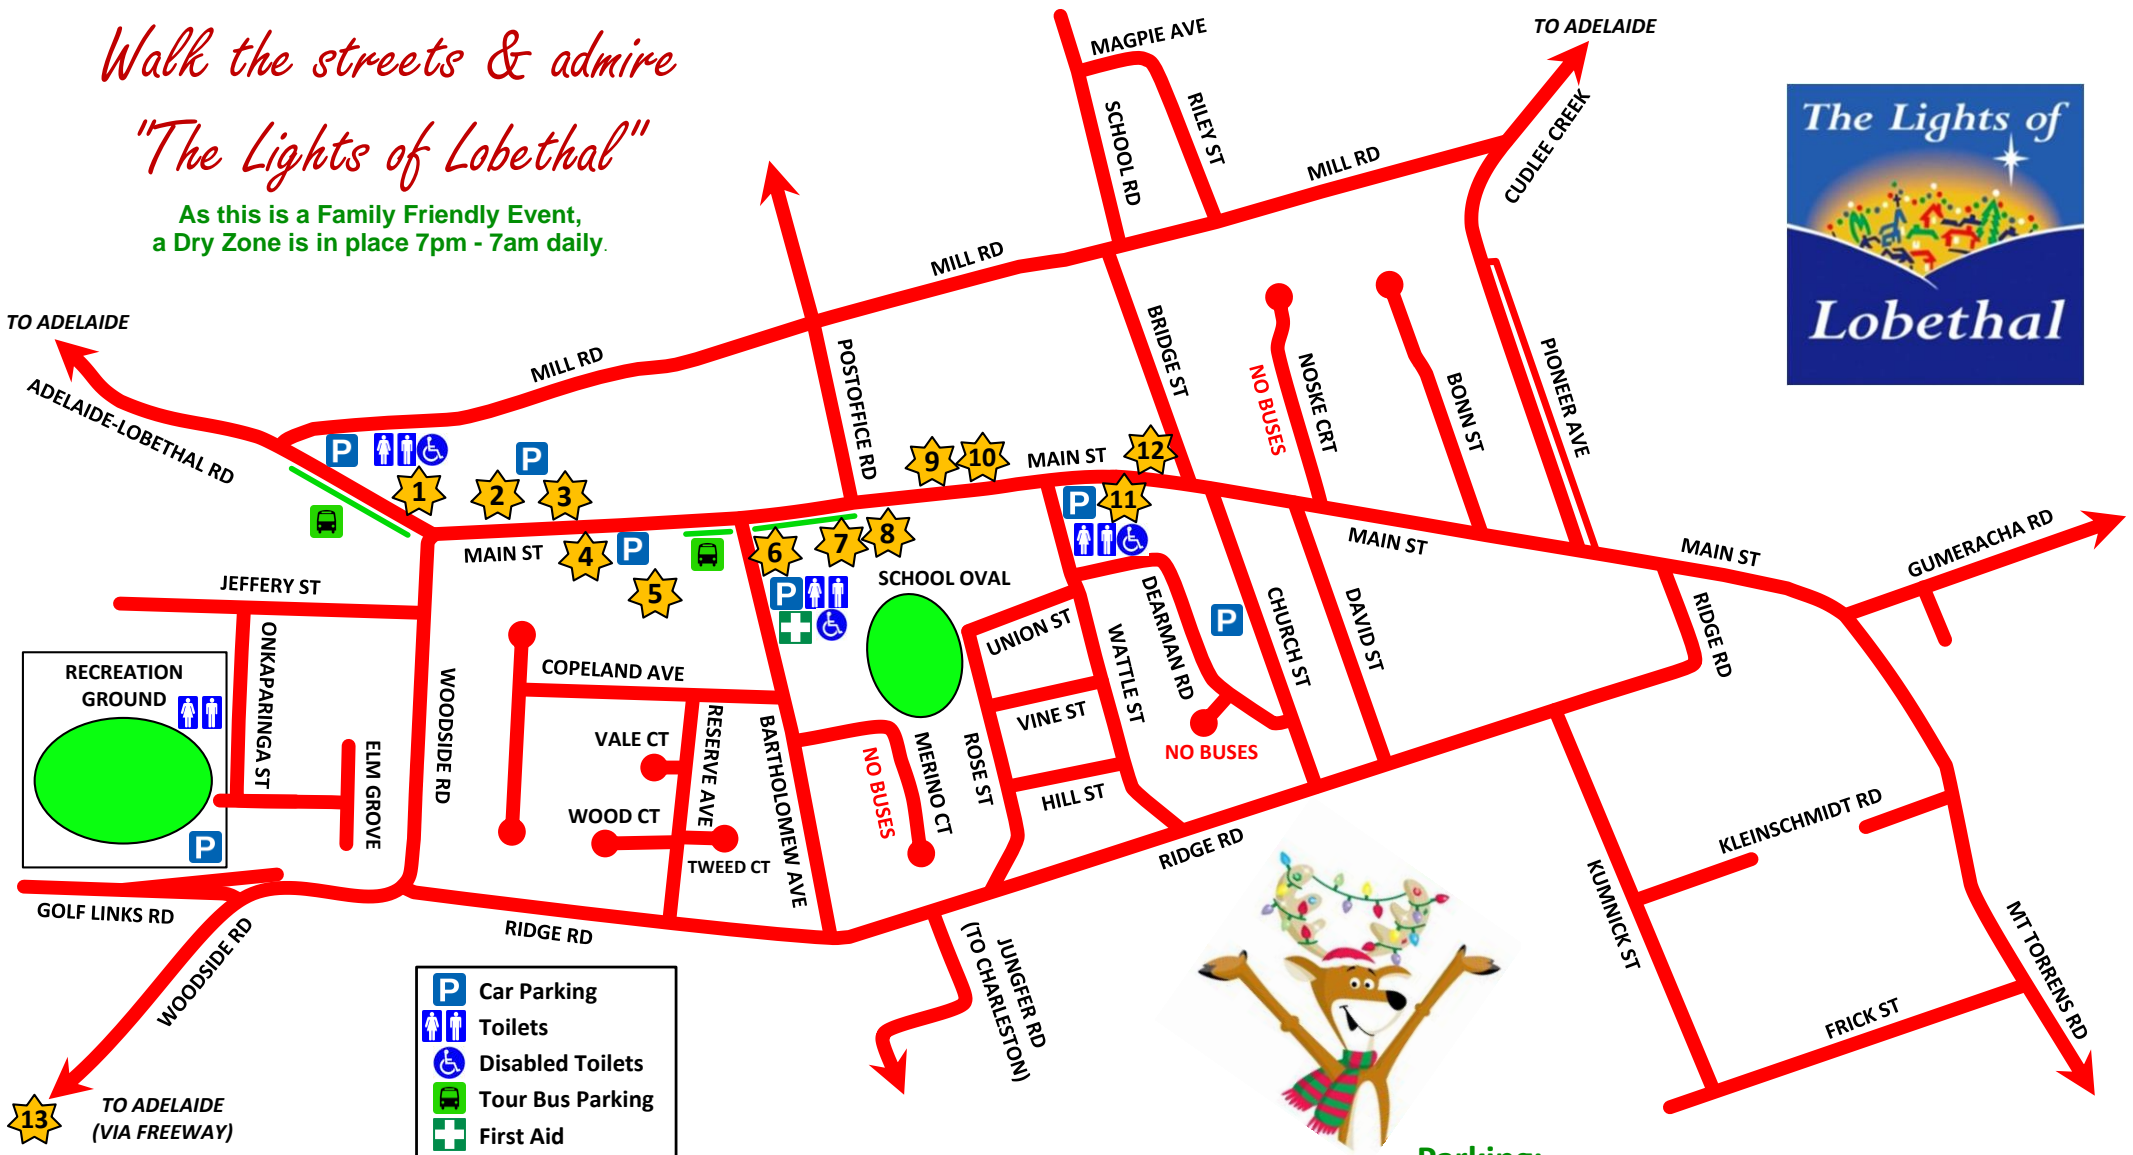 Walk the streets & admire
"The Lights of Lobethal"
As this is a Family Friendly Event,
a Dry Zone is in place 7pm - 7am daily.
TO ADELAIDE
The Lights of
Lobethal
MAGPIE AVE
SCHOOL RD
RILEY ST
MILL RD
CUDLEE CREEK
MILL RD
TO ADELAIDE
ADELAIDE-LOBETHAL RD
MILL RD
POSTOFFICE RD
BRIDGE ST
NO BUSES
NOSKE CRT
BONN ST
PIONEER AVE
P
P
1
2
3
9
10
MAIN ST
12
P
11
MAIN ST
MAIN ST
GUMERACHA RD
MAIN ST
4
P
5
6
7
8
SCHOOL OVAL
P
JEFFERY ST
ONKAPARINGA ST
RECREATION
GROUND
P
ELM GROVE
WOODSIDE RD
COPELAND AVE
VALE CT
RESERVE AVE
WOOD CT
TWEED CT
BARTHOLOMEW AVE
NO BUSES
MERINO CT
ROSE ST
UNION ST
VINE ST
HILL ST
WATTLE ST
DEARMAN RD
P
NO BUSES
CHURCH ST
DAVID ST
RIDGE RD
RIDGE RD
KLEINSCHMIDT RD
KUMNICK ST
FRICK ST
MT TORRENS RD
GOLF LINKS RD
WOODSIDE RD
RIDGE RD
JUNGFER RD
(TO CHARLESTON)
13
TO ADELAIDE
(VIA FREEWAY)
P Car Parking
Toilets
Disabled Toilets
Tour Bus Parking
First Aid
Parking: